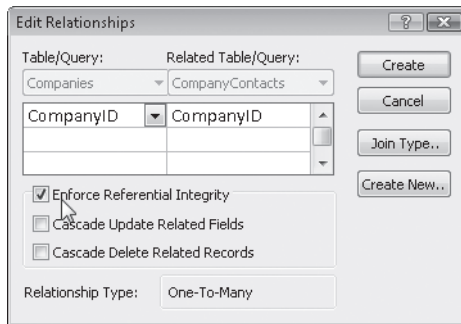 Edit Relationships
Table/Query: Related Table/Query:
Companies CompanyContacts
CompanyID CompanyID
Enforce Referential Integrity
Cascade Update Related Fields
Cascade Delete Related Records
Relationship Type: One-To-Many
Create
Cancel
Join Type..
Create New..